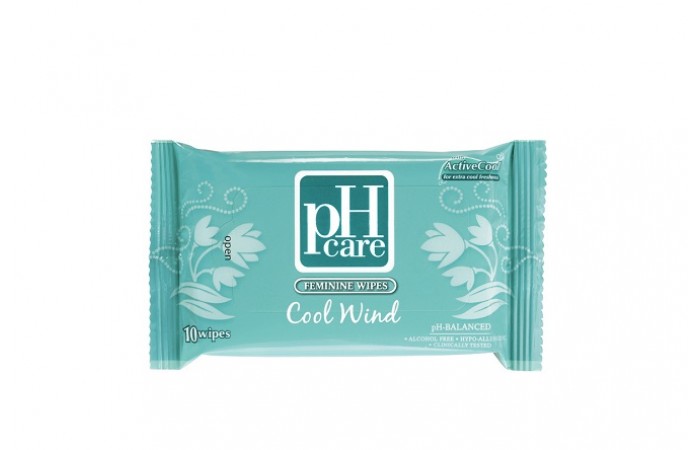 ActiveCool®
for extra cool freshness
pH
care
FEMININE WIPES
Cool Wind
open
10 wipes
pH-BALANCED
• ALCOHOL FREE • HYPO-ALLERGENIC
• CLINICALLY TESTED